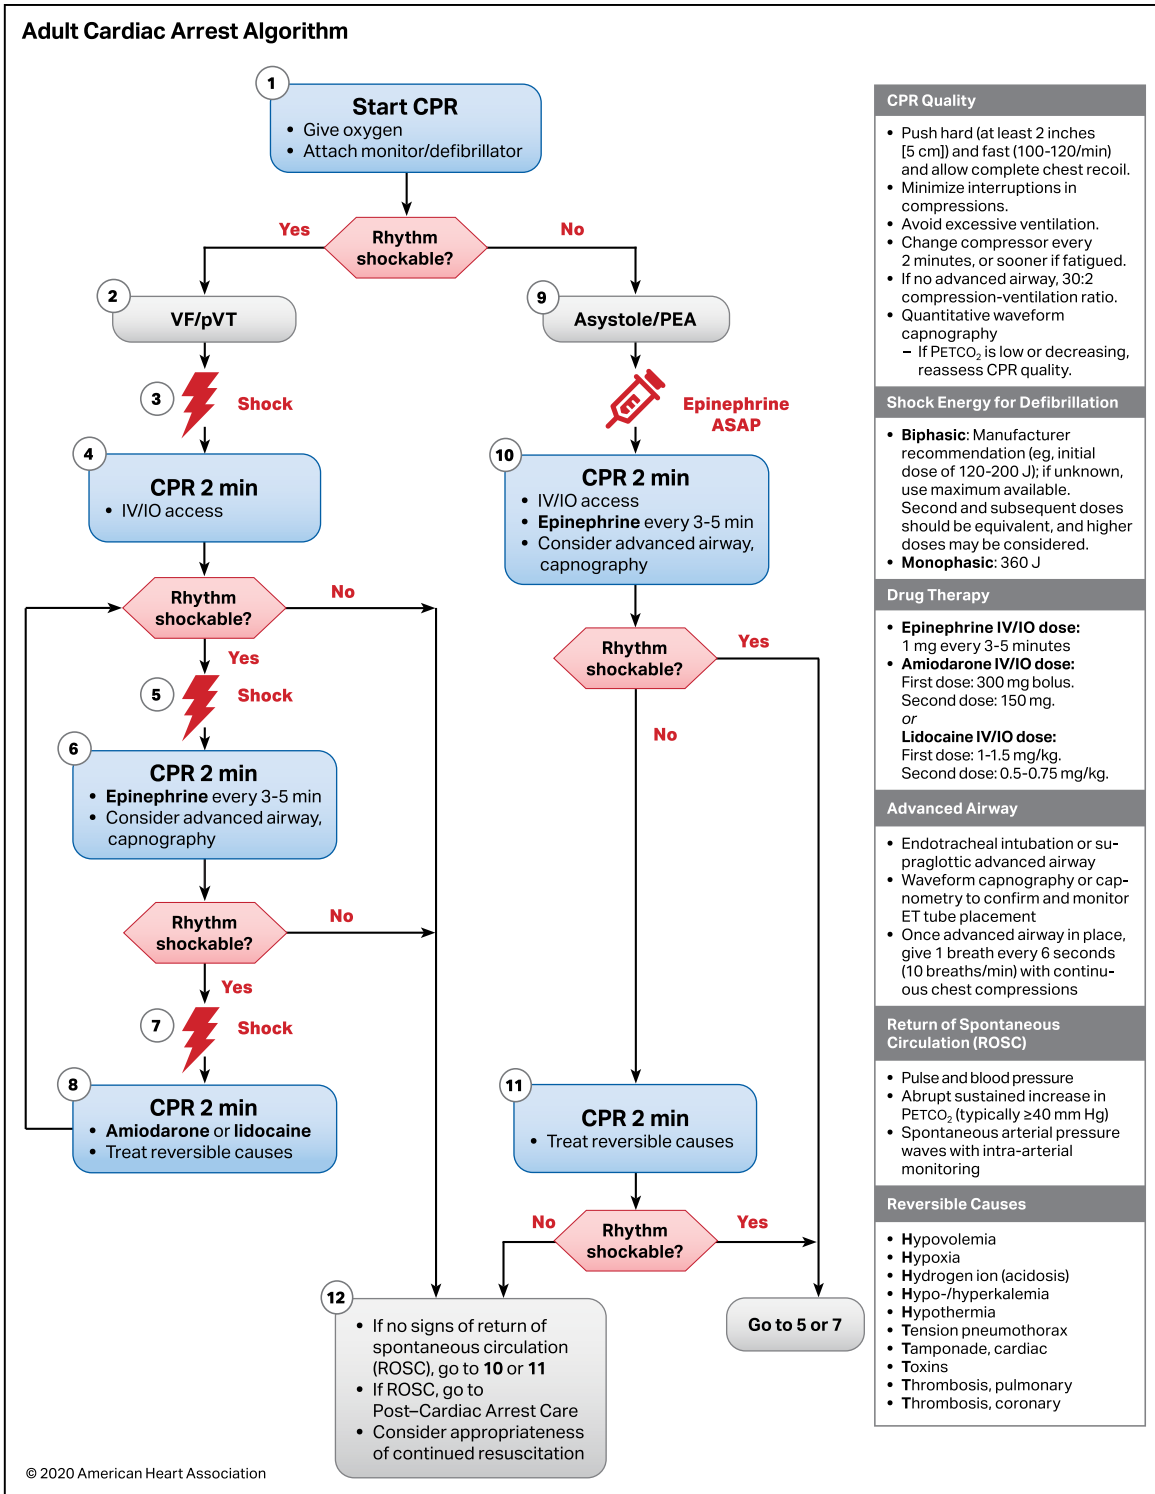 Adult Cardiac Arrest Algorithm
1
Start CPR
• Give oxygen
• Attach monitor/defibrillator
Rhythm
shockable?
Yes
No
2
VF/pVT
3
Shock
4
CPR 2 min
• IV/IO access
Rhythm
shockable?
No
Yes
5
Shock
6
CPR 2 min
• Epinephrine every 3-5 min
• Consider advanced airway,
capnography
Rhythm
shockable?
No
Yes
7
Shock
8
CPR 2 min
• Amiodarone or lidocaine
• Treat reversible causes
9
Asystole/PEA
E
Epinephrine
ASAP
10
CPR 2 min
• IV/IO access
• Epinephrine every 3-5 min
• Consider advanced airway,
capnography
Rhythm
shockable?
Yes
No
11
CPR 2 min
• Treat reversible causes
Rhythm
shockable?
No
Yes
12
• If no signs of return of
spontaneous circulation
(ROSC), go to 10 or 11
• If ROSC, go to
Post–Cardiac Arrest Care
• Consider appropriateness
of continued resuscitation
Go to 5 or 7
CPR Quality
• Push hard (at least 2 inches
[5 cm]) and fast (100-120/min)
and allow complete chest recoil.
• Minimize interruptions in
compressions.
• Avoid excessive ventilation.
• Change compressor every
2 minutes, or sooner if fatigued.
• If no advanced airway, 30:2
compression-ventilation ratio.
• Quantitative waveform
capnography
– If PETCO₂ is low or decreasing,
reassess CPR quality.
Shock Energy for Defibrillation
• Biphasic: Manufacturer
recommendation (eg, initial
dose of 120-200 J); if unknown,
use maximum available.
Second and subsequent doses
should be equivalent, and higher
doses may be considered.
• Monophasic: 360 J
Drug Therapy
• Epinephrine IV/IO dose:
1 mg every 3-5 minutes
• Amiodarone IV/IO dose:
First dose: 300 mg bolus.
Second dose: 150 mg.
or
Lidocaine IV/IO dose:
First dose: 1-1.5 mg/kg.
Second dose: 0.5-0.75 mg/kg.
Advanced Airway
• Endotracheal intubation or su-
praglottic advanced airway
• Waveform capnography or cap-
nometry to confirm and monitor
ET tube placement
• Once advanced airway in place,
give 1 breath every 6 seconds
(10 breaths/min) with continu-
ous chest compressions
Return of Spontaneous
Circulation (ROSC)
• Pulse and blood pressure
• Abrupt sustained increase in
PETCO₂ (typically ≥40 mm Hg)
• Spontaneous arterial pressure
waves with intra-arterial
monitoring
Reversible Causes
• Hypovolemia
• Hypoxia
• Hydrogen ion (acidosis)
• Hypo-/hyperkalemia
• Hypothermia
• Tension pneumothorax
• Tamponade, cardiac
• Toxins
• Thrombosis, pulmonary
• Thrombosis, coronary
© 2020 American Heart Association